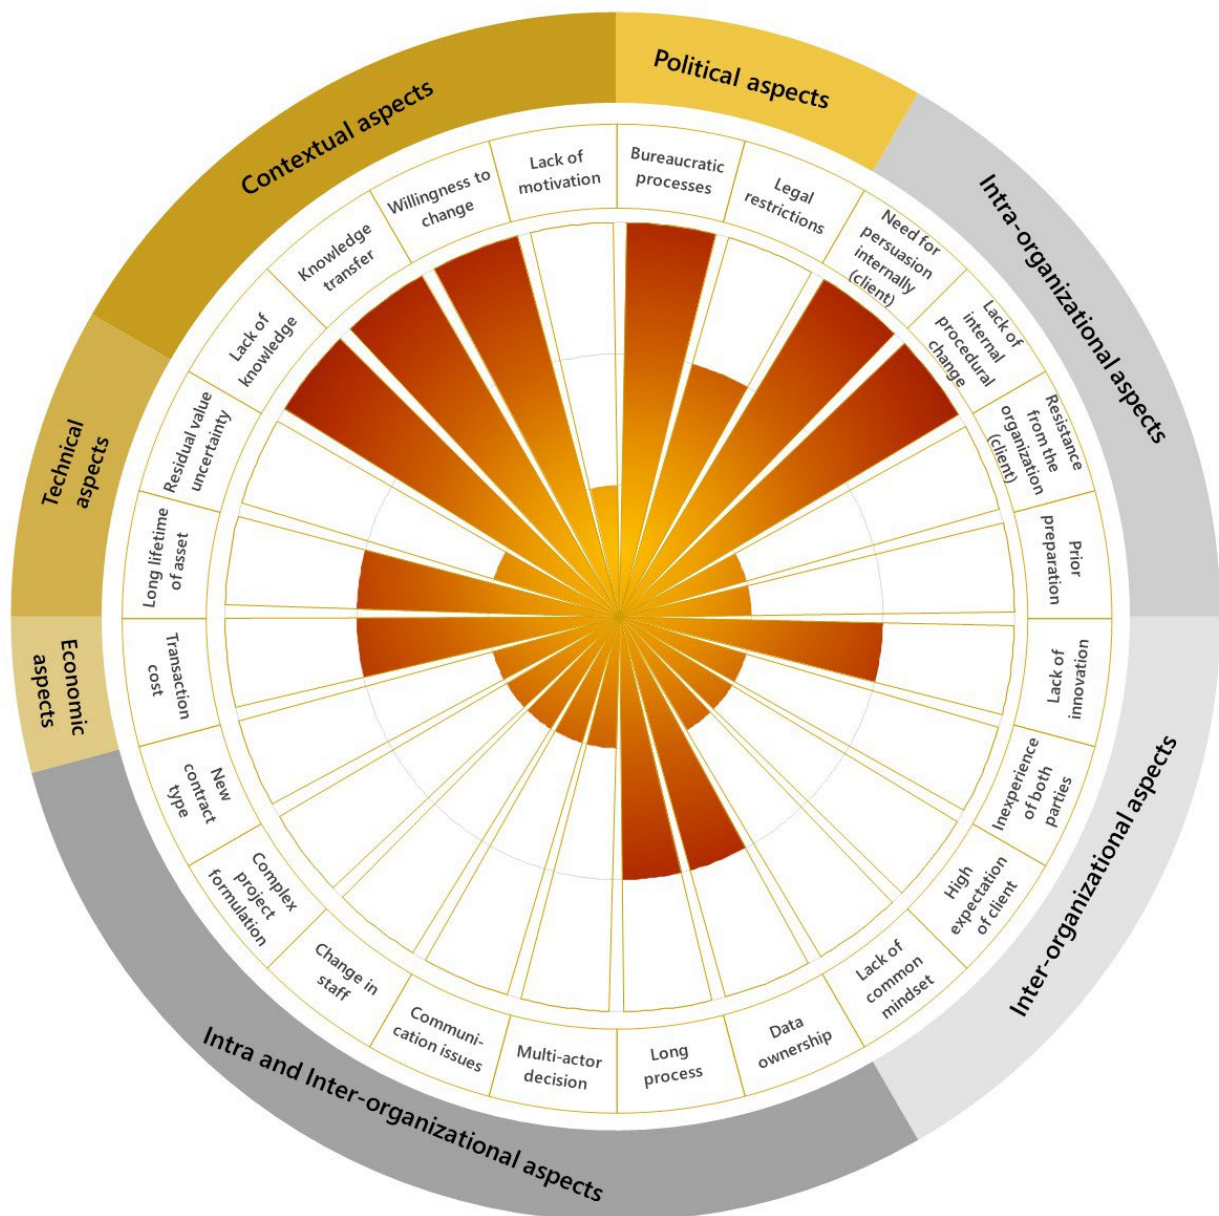 Political aspects
Intra-organizational aspects
Inter-organizational aspects
Intra and Inter-organizational aspects
Economic
aspects
Technical
aspects
Contextual aspects
Bureaucratic
processes
Legal
restrictions
Need for
persuasion
internally
(client)
Lack of
internal
procedural
change
Resistance
from the
organization
(client)
Prior
preparation
Lack of
innovation
Inexperience
of both
parties
High
expectation
of client
Lack of
common
mindset
Data
ownership
Long
process
Multi-actor
decision
Communi-
cation issues
Change in
staff
Complex
project
formulation
New
contract
type
Transaction
cost
Long lifetime
of asset
Residual value
uncertainty
Lack of
knowledge
Knowledge
transfer
Willingness to
change
Lack of
motivation